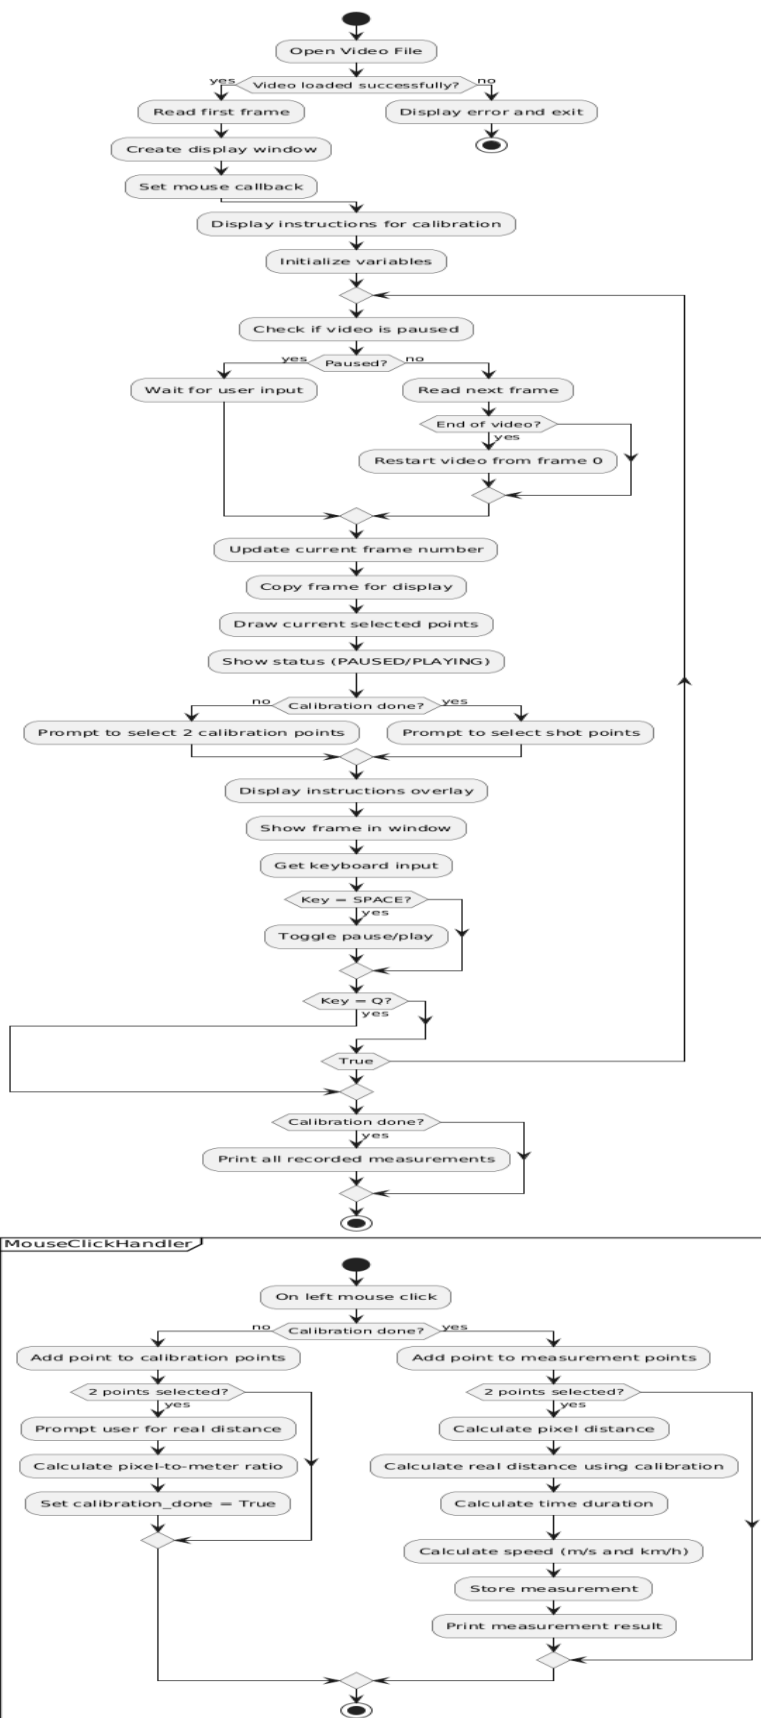 Open Video File
yes
Video loaded successfully?
no
Read first frame
Display error and exit
Create display window
Set mouse callback
Display instructions for calibration
Initialize variables
Check if video is paused
yes
Paused?
no
Wait for user input
Read next frame
End of video?
yes
Restart video from frame 0
Update current frame number
Copy frame for display
Draw current selected points
Show status (PAUSED/PLAYING)
no
Calibration done?
yes
Prompt to select 2 calibration points
Prompt to select shot points
Display instructions overlay
Show frame in window
Get keyboard input
Key = SPACE?
yes
Toggle pause/play
Key = Q?
yes
True
Calibration done?
yes
Print all recorded measurements
MouseClickHandler
On left mouse click
no
Calibration done?
yes
Add point to calibration points
Add point to measurement points
2 points selected?
2 points selected?
yes
yes
Prompt user for real distance
Calculate pixel distance
Calculate pixel-to-meter ratio
Calculate real distance using calibration
Set calibration_done = True
Calculate time duration
Calculate speed (m/s and km/h)
Store measurement
Print measurement result